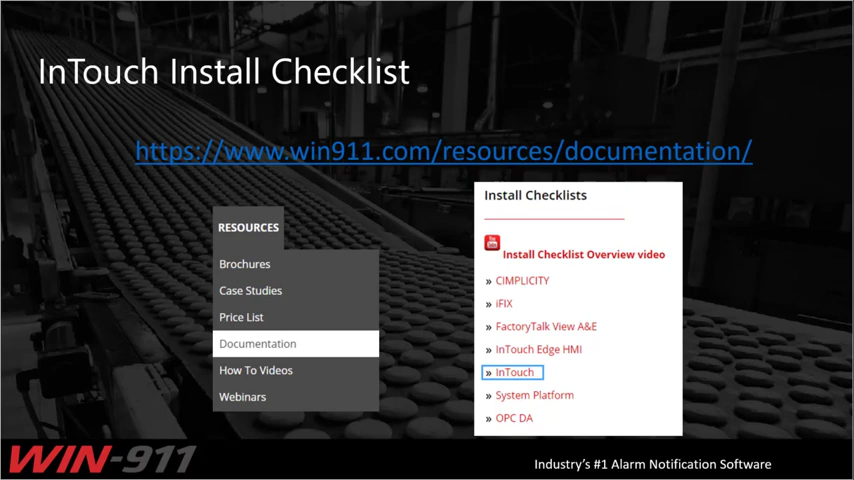 InTouch Install Checklist
https://www.win911.com/resources/documentation/
RESOURCES
Brochures
Case Studies
Price List
Documentation
How To Videos
Webinars
Install Checklists
You
Tube
Install Checklist Overview video
» CIMPLICITY
» iFIX
» FactoryTalk View A&E
» InTouch Edge HMI
» InTouch
» System Platform
» OPC DA
WIN-911
Industry's #1 Alarm Notification Software